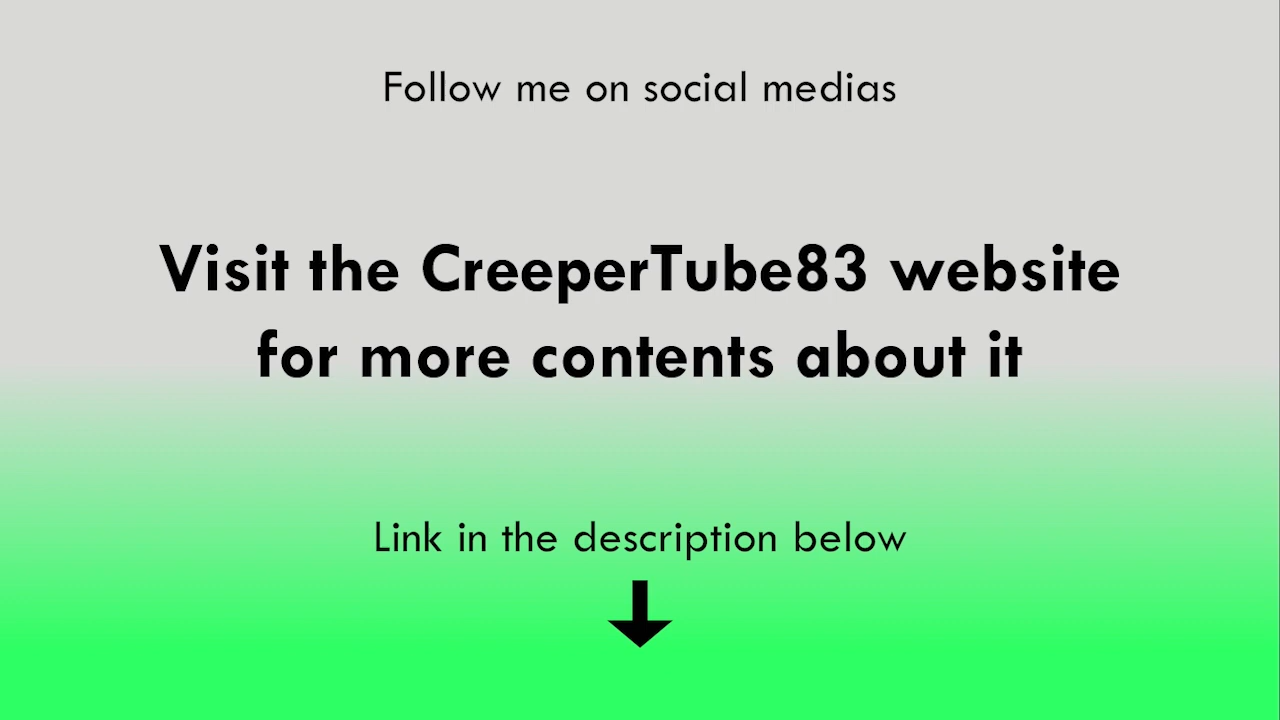 Follow me on social medias
Visit the CreeperTube83 website
for more contents about it
Link in the description below